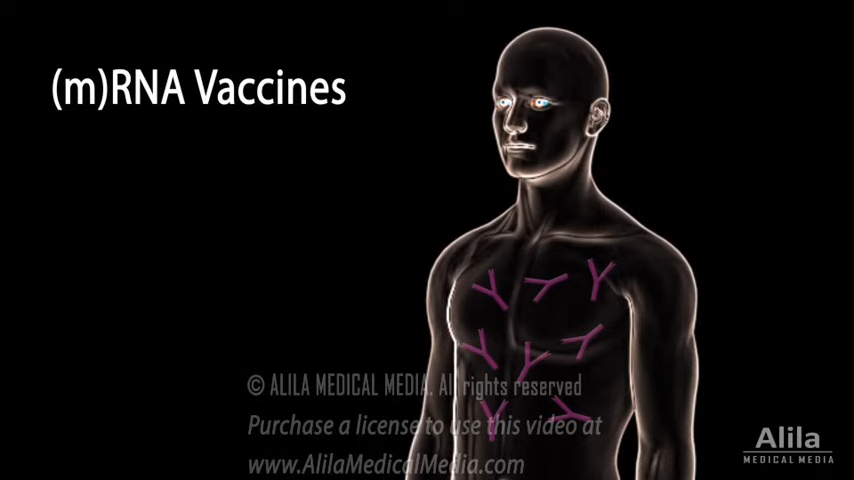 (m)RNA Vaccines
© ALILA MEDICAL MEDIA. All rights reserved
Purchase a license to use this video at
www.AlilaMedicalMedia.com
Alila
MEDICAL MEDIA